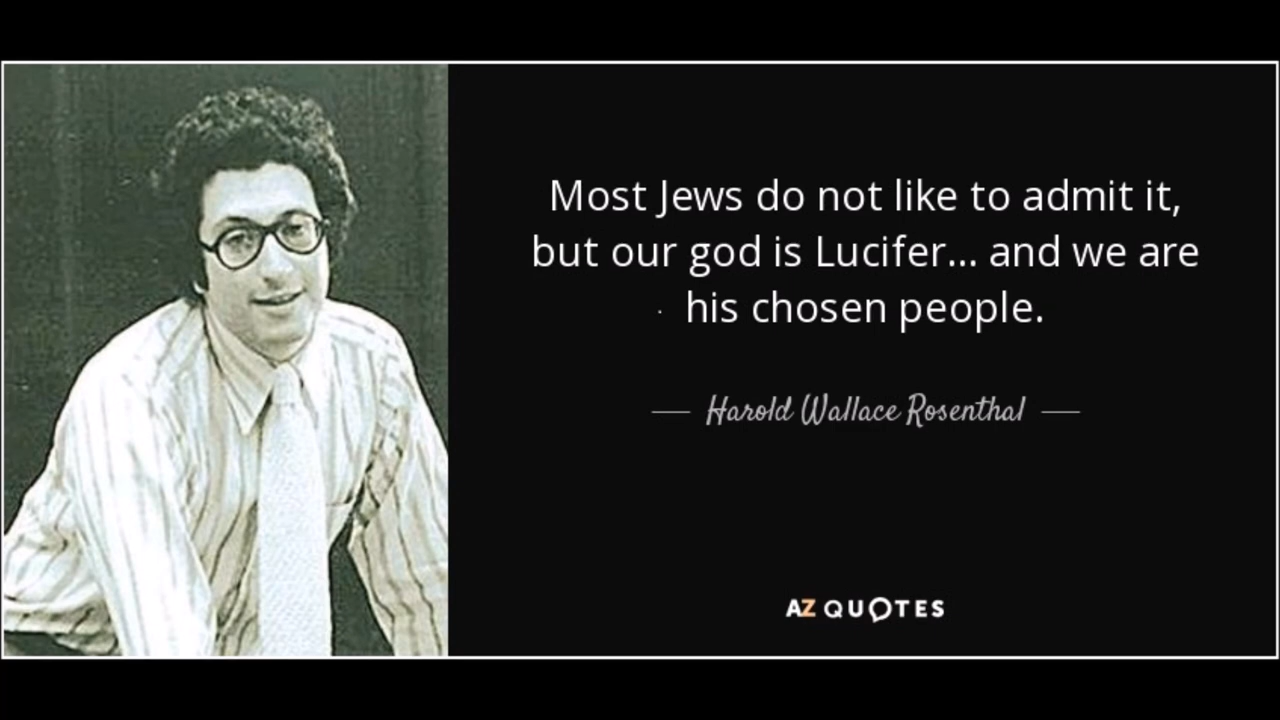 Most Jews do not like to admit it,
but our god is Lucifer... and we are
his chosen people.
Harold Wallace Rosenthal
AZ QUOTES